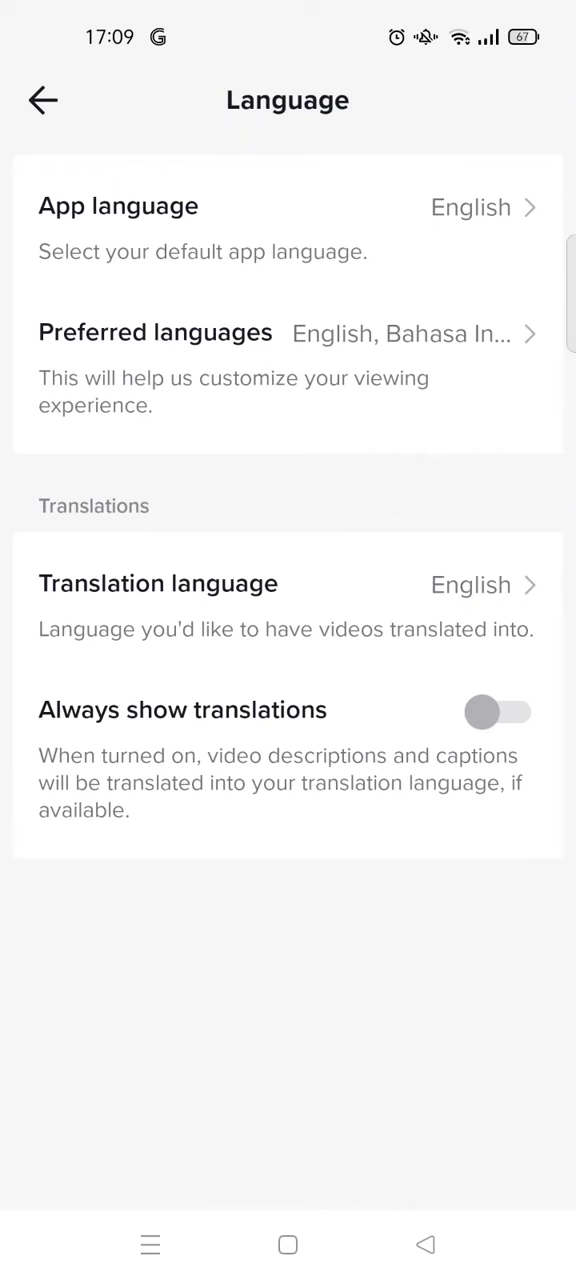 17:09 G 67
Language
App language English
Select your default app language.
Preferred languages English, Bahasa In...
This will help us customize your viewing
experience.
Translations
Translation language English
Language you'd like to have videos translated into.
Always show translations
When turned on, video descriptions and captions
will be translated into your translation language, if
available.